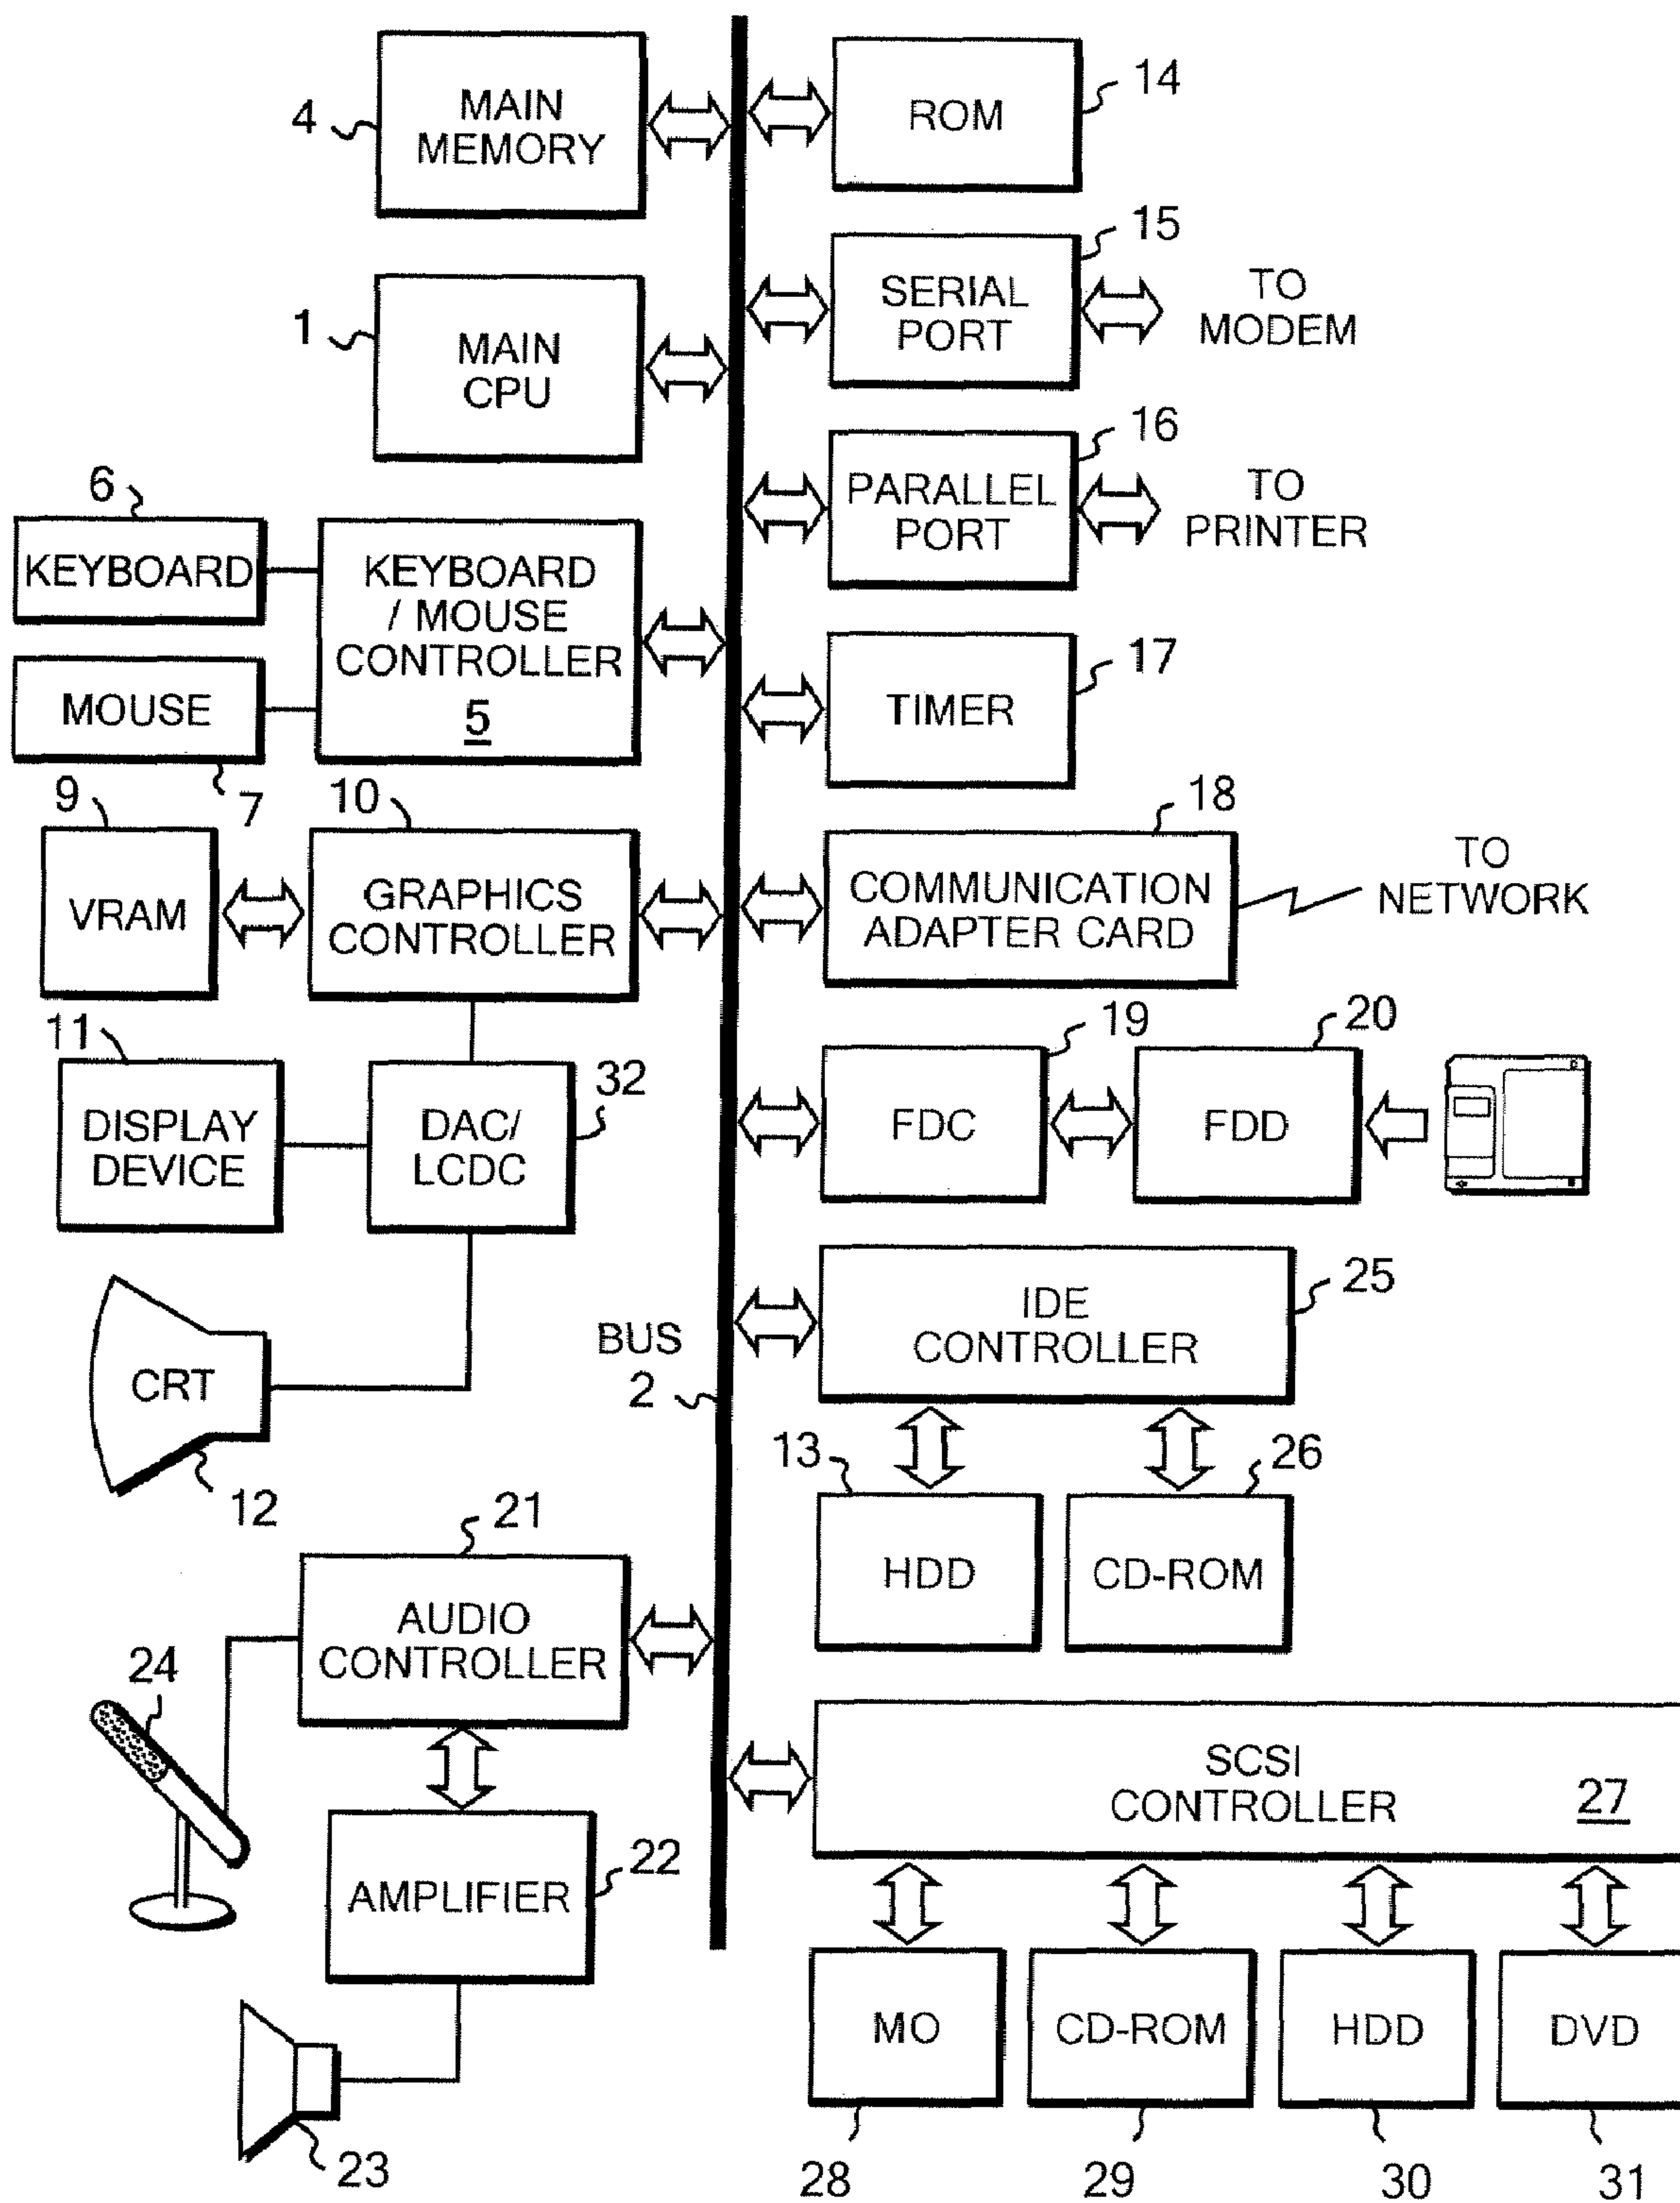 4
MAIN
MEMORY
ROM
14
1
MAIN
CPU
SERIAL
PORT
15
TO
MODEM
PARALLEL
PORT
16
TO
PRINTER
6
KEYBOARD
MOUSE
7
KEYBOARD
/ MOUSE
CONTROLLER
5
TIMER
17
9
VRAM
10
GRAPHICS
CONTROLLER
18
COMMUNICATION
ADAPTER CARD
TO
NETWORK
11
DISPLAY
DEVICE
DAC/
LCDC
32
19
FDC
20
FDD
CRT
12
BUS
2
IDE
CONTROLLER
25
13
HDD
26
CD-ROM
21
AUDIO
CONTROLLER
24
AMPLIFIER
22
23
SCSI
CONTROLLER
27
MO
CD-ROM
HDD
DVD
28
29
30
31